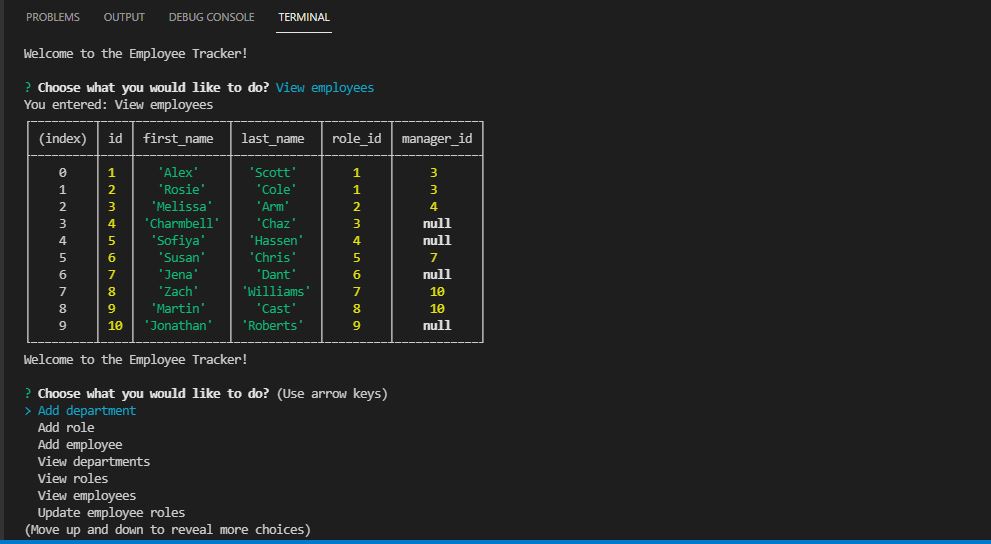 PROBLEMS OUTPUT DEBUG CONSOLE TERMINAL
Welcome to the Employee Tracker!
? Choose what you would like to do? View employees
You entered: View employees
(index) id first_name last_name role_id manager_id
0 1 'Alex' 'Scott' 1 3
1 2 'Rosie' 'Cole' 1 3
2 3 'Melissa' 'Arm' 2 4
3 4 'Charmbell' 'Chaz' 3 null
4 5 'Sofiya' 'Hassen' 4 null
5 6 'Susan' 'Chris' 5 7
6 7 'Jena' 'Dant' 6 null
7 8 'Zach' 'Williams' 7 10
8 9 'Martin' 'Cast' 8 10
9 10 'Jonathan' 'Roberts' 9 null
Welcome to the Employee Tracker!
? Choose what you would like to do? (Use arrow keys)
> Add department
Add role
Add employee
View departments
View roles
View employees
Update employee roles
(Move up and down to reveal more choices)